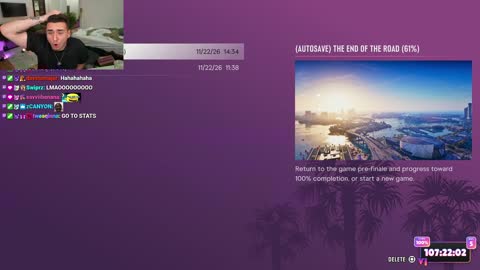 (AUTOSAVE) THE END OF THE ROAD (61%)
11/22/26 14:34
11/22/26 11:38
Hahahahaha
Swiprz: LMAOOOOOOOOO
zCANYON:
GO TO STATS
Return to the game pre-finale and progress toward
100% completion, or start a new game.
100%
107:22:02
DELETE